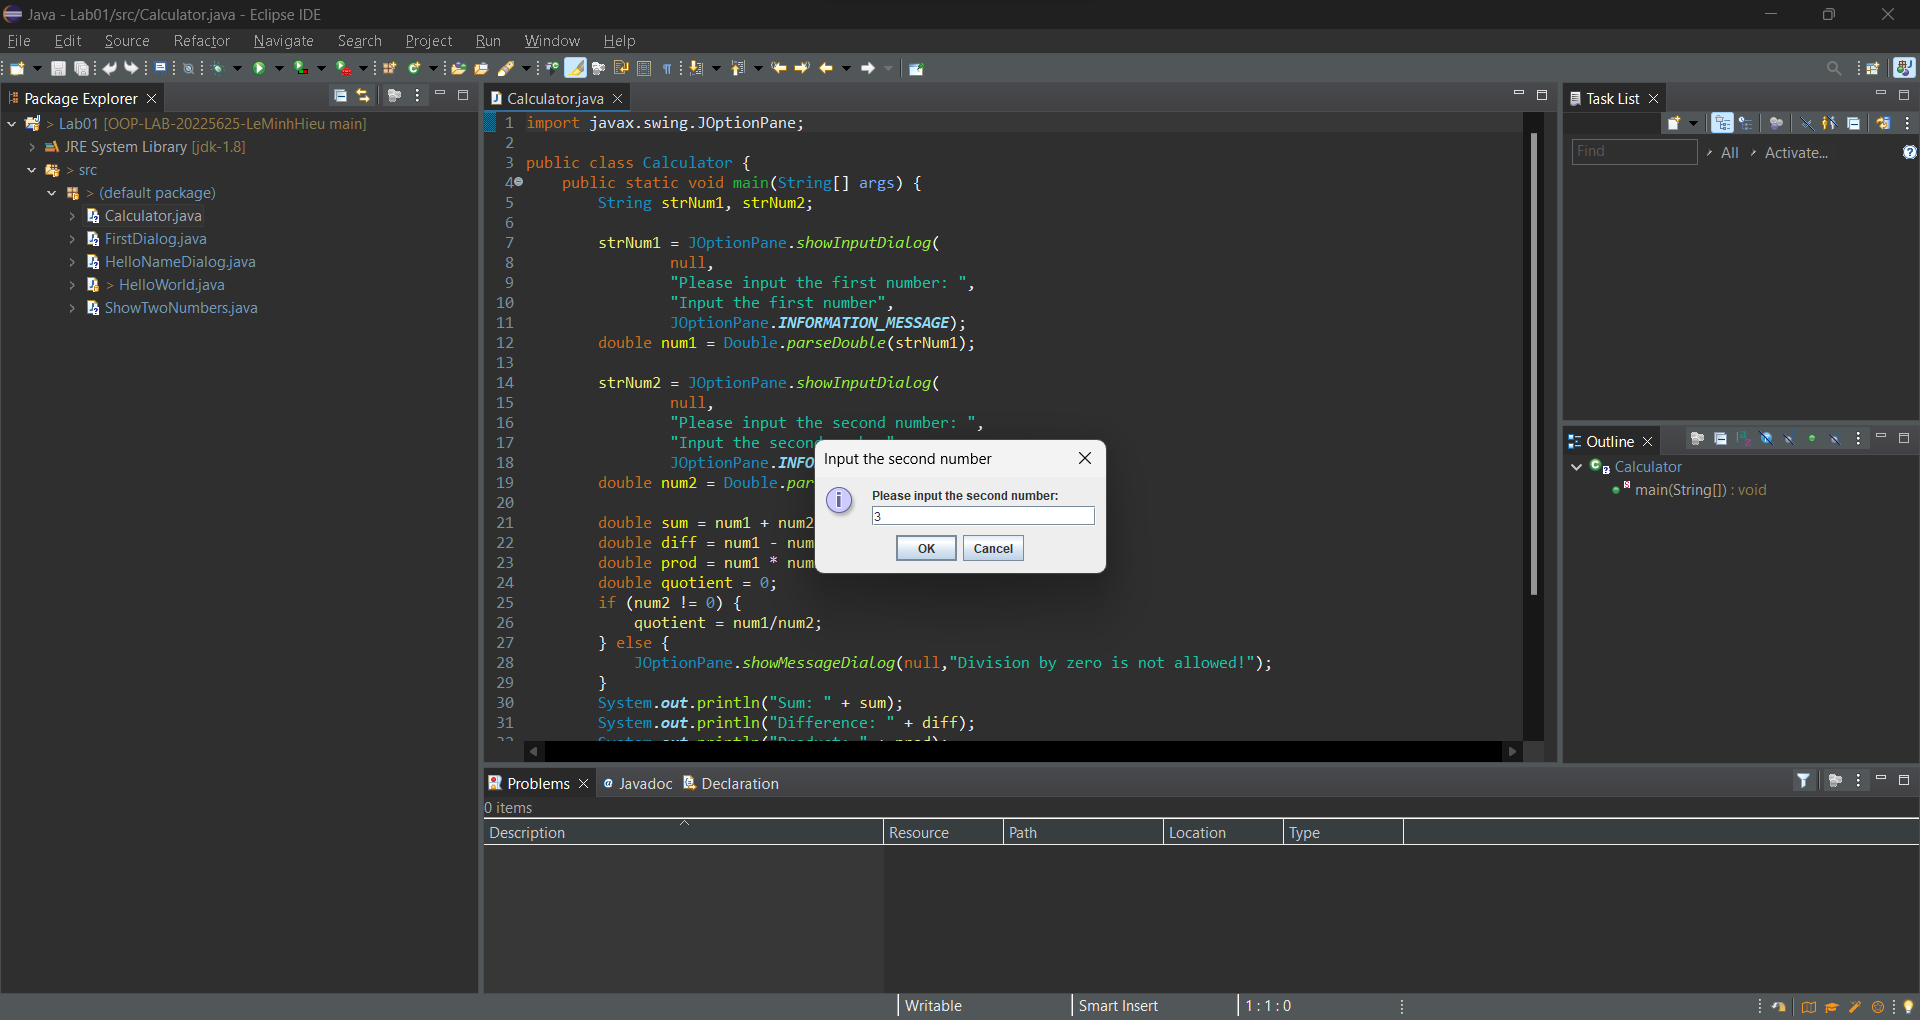 Java - Lab01/src/Calculator.java - Eclipse IDE
File Edit Source Refactor Navigate Search Project Run Window Help
Package Explorer
> Lab01 [OOP-LAB-20225625-LeMinhHieu main]
JRE System Library [jdk-1.8]
> src
> (default package)
Calculator.java
FirstDialog.java
HelloNameDialog.java
> HelloWorld.java
ShowTwoNumbers.java
Calculator.java
1 import javax.swing.JOptionPane;
2
3 public class Calculator {
4 public static void main(String[] args) {
5 String strNum1, strNum2;
6
7 strNum1 = JOptionPane.showInputDialog(
8 null,
9 "Please input the first number: ",
10 "Input the first number",
11 JOptionPane.INFORMATION_MESSAGE);
12 double num1 = Double.parseDouble(strNum1);
13
14 strNum2 = JOptionPane.showInputDialog(
15 null,
16 "Please input the second number: ",
17 "Input the second
18 JOptionPane.INFO
19 double num2 = Double.par
20
21 double sum = num1 + num2
22 double diff = num1 - num
23 double prod = num1 * num
24 double quotient = 0;
25 if (num2 != 0) {
26 quotient = num1/num2;
27 } else {
28 JOptionPane.showMessageDialog(null,"Division by zero is not allowed!");
29 }
30 System.out.println("Sum: " + sum);
31 System.out.println("Difference: " + diff);
Input the second number
Please input the second number:
3
OK Cancel
Task List
Find All Activate...
Outline
Calculator
main(String[]) : void
Problems Javadoc Declaration
0 items
Description Resource Path Location Type
Writable Smart Insert 1 : 1 : 0